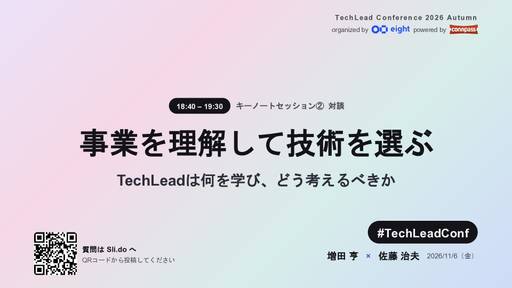 TechLead Conference 2026 Autumn
organized by eight powered by connpass
18:40 – 19:30 キーノートセッション② 対談
事業を理解して技術を選ぶ
TechLeadは何を学び、どう考えるべきか
#TechLeadConf
質問は Sli.do へ
QRコードから投稿してください
増田 亨 × 佐藤 治夫 2026/11/6（金）